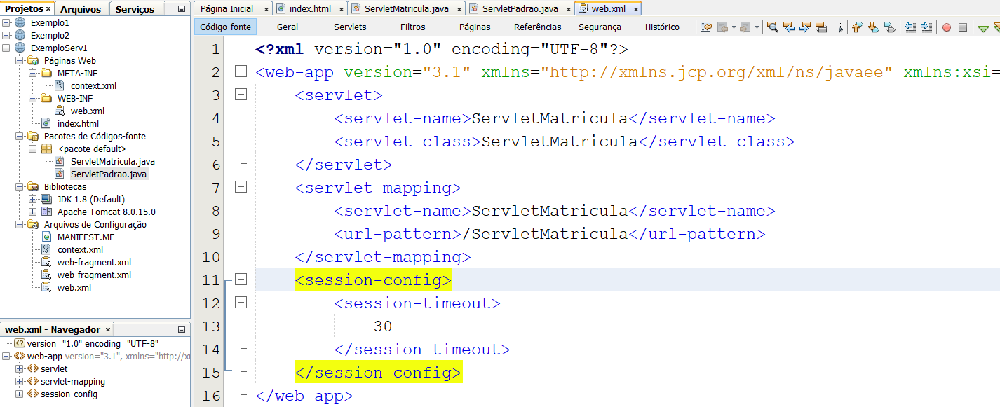 Projetos Arquivos Serviços
Exemplo1
Exemplo2
ExemploServ1
Páginas Web
META-INF
context.xml
WEB-INF
web.xml
index.html
Pacotes de Códigos-fonte
<pacote default>
ServletMatricula.java
ServletPadrao.java
Bibliotecas
JDK 1.8 (Default)
Apache Tomcat 8.0.15.0
Arquivos de Configuração
MANIFEST.MF
context.xml
web-fragment.xml
web-fragment.xml
web.xml
web.xml - Navegador
version="1.0" encoding="UTF-8"
web-app version="3.1", xmlns="http://x
servlet
servlet-mapping
session-config
Página Inicial index.html ServletMatricula.java ServletPadrao.java web.xml
Código-fonte Geral Servlets Filtros Páginas Referências Segurança Histórico
1 <?xml version="1.0" encoding="UTF-8"?>
2 <web-app version="3.1" xmlns="http://xmlns.jcp.org/xml/ns/javaee" xmlns:xsi=
3 <servlet>
4 <servlet-name>ServletMatricula</servlet-name>
5 <servlet-class>ServletMatricula</servlet-class>
6 </servlet>
7 <servlet-mapping>
8 <servlet-name>ServletMatricula</servlet-name>
9 <url-pattern>/ServletMatricula</url-pattern>
10 </servlet-mapping>
11 <session-config>
12 <session-timeout>
13 30
14 </session-timeout>
15 </session-config>
16 </web-app>